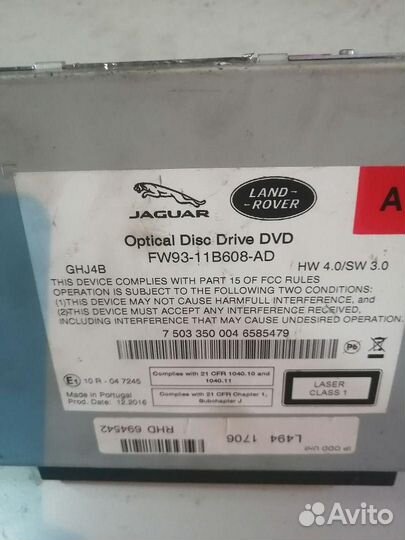 JAGUAR
LAND
ROVER
A
Optical Disc Drive DVD
FW93-11B608-AD
GHJ4B
HW 4.0/SW 3.0
THIS DEVICE COMPLIES WITH PART 15 OF FCC RULES
OPERATION IS SUBJECT TO THE FOLLOWING TWO CONDITIONS:
(1)THIS DEVICE MAY NOT CAUSE HARMFULL INTERFERENCE, and
(2)THIS DEVICE MUST ACCEPT ANY INTERFERENCE RECEIVED
INCLUDING INTERFERENCE THAT MAY CAUSE UNDESIRED OPERATION.
7 503 350 004 6585479
Pb
E1 10 R - 04 7245
Made in Portugal
Prod. Date: 12.2016
Complies with 21 CFR 1040.10 and
1040.11
Complies with 21 CFR Chapter 1,
Subchapter J
LASER
CLASS 1
RHD 694542
L494 1706
IP ODD UH2
Avito